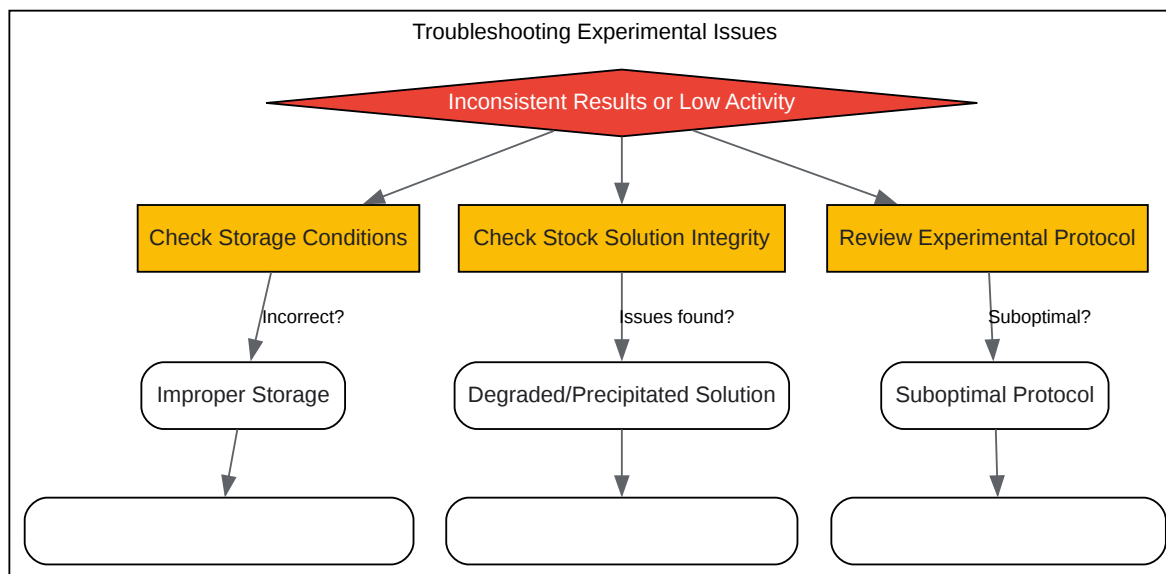 Troubleshooting Experimental Issues
Inconsistent Results or Low Activity
Check Storage Conditions
Check Stock Solution Integrity
Review Experimental Protocol
Incorrect?
Issues found?
Suboptimal?
Improper Storage
Degraded/Precipitated Solution
Suboptimal Protocol